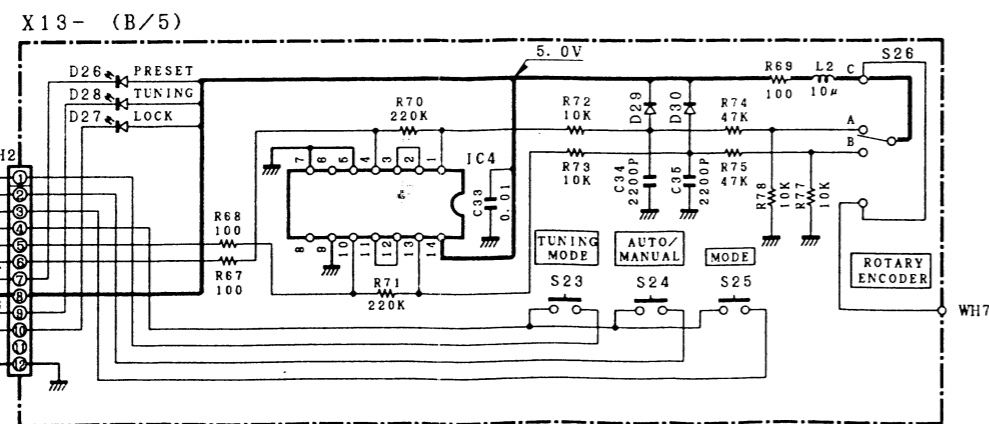 X13- (B/5)
5.0V
S26
D26 PRESET
D28 TUNING
D27 LOCK
R70
220K
R72
10K
D29
D30
R74
47K
R69
100
L2
10μ
C
A
B
H2
7 6 5 4 3 2 1
IC4
R73
10K
C34
2200P
C35
2200P
R75
47K
R78
10K
R77
10K
C33
0.01
8 9 10 11 12 13 14
R68
100
R67
100
R71
220K
TUNING
MODE
AUTO/
MANUAL
MODE
ROTARY
ENCODER
S23
S24
S25
WH7
1
2
3
4
5
6
7
8
9
10
11
12